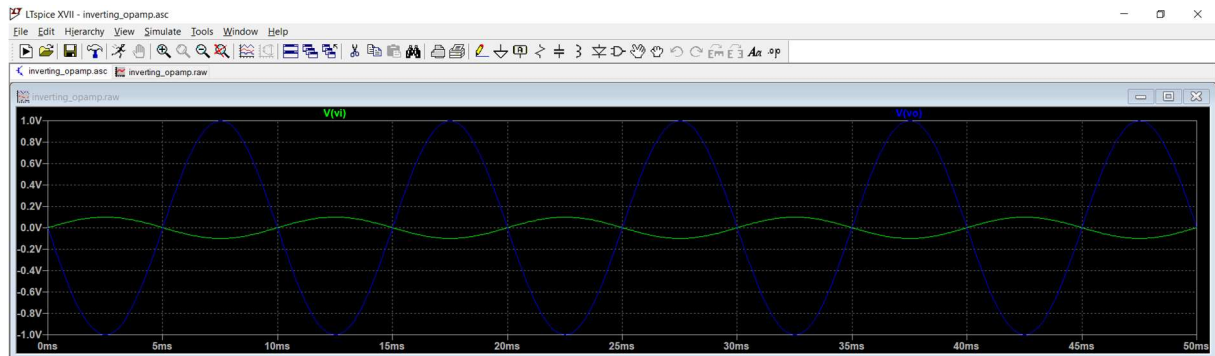 LTspice XVII - inverting_opamp.asc
File Edit Hierarchy View Simulate Tools Window Help
Aa .op
inverting_opamp.asc inverting_opamp.raw
inverting_opamp.raw
V(vi) V(vo)
1.0V
0.8V
0.6V
0.4V
0.2V
0.0V
-0.2V
-0.4V
-0.6V
-0.8V
-1.0V
0ms 5ms 10ms 15ms 20ms 25ms 30ms 35ms 40ms 45ms 50ms